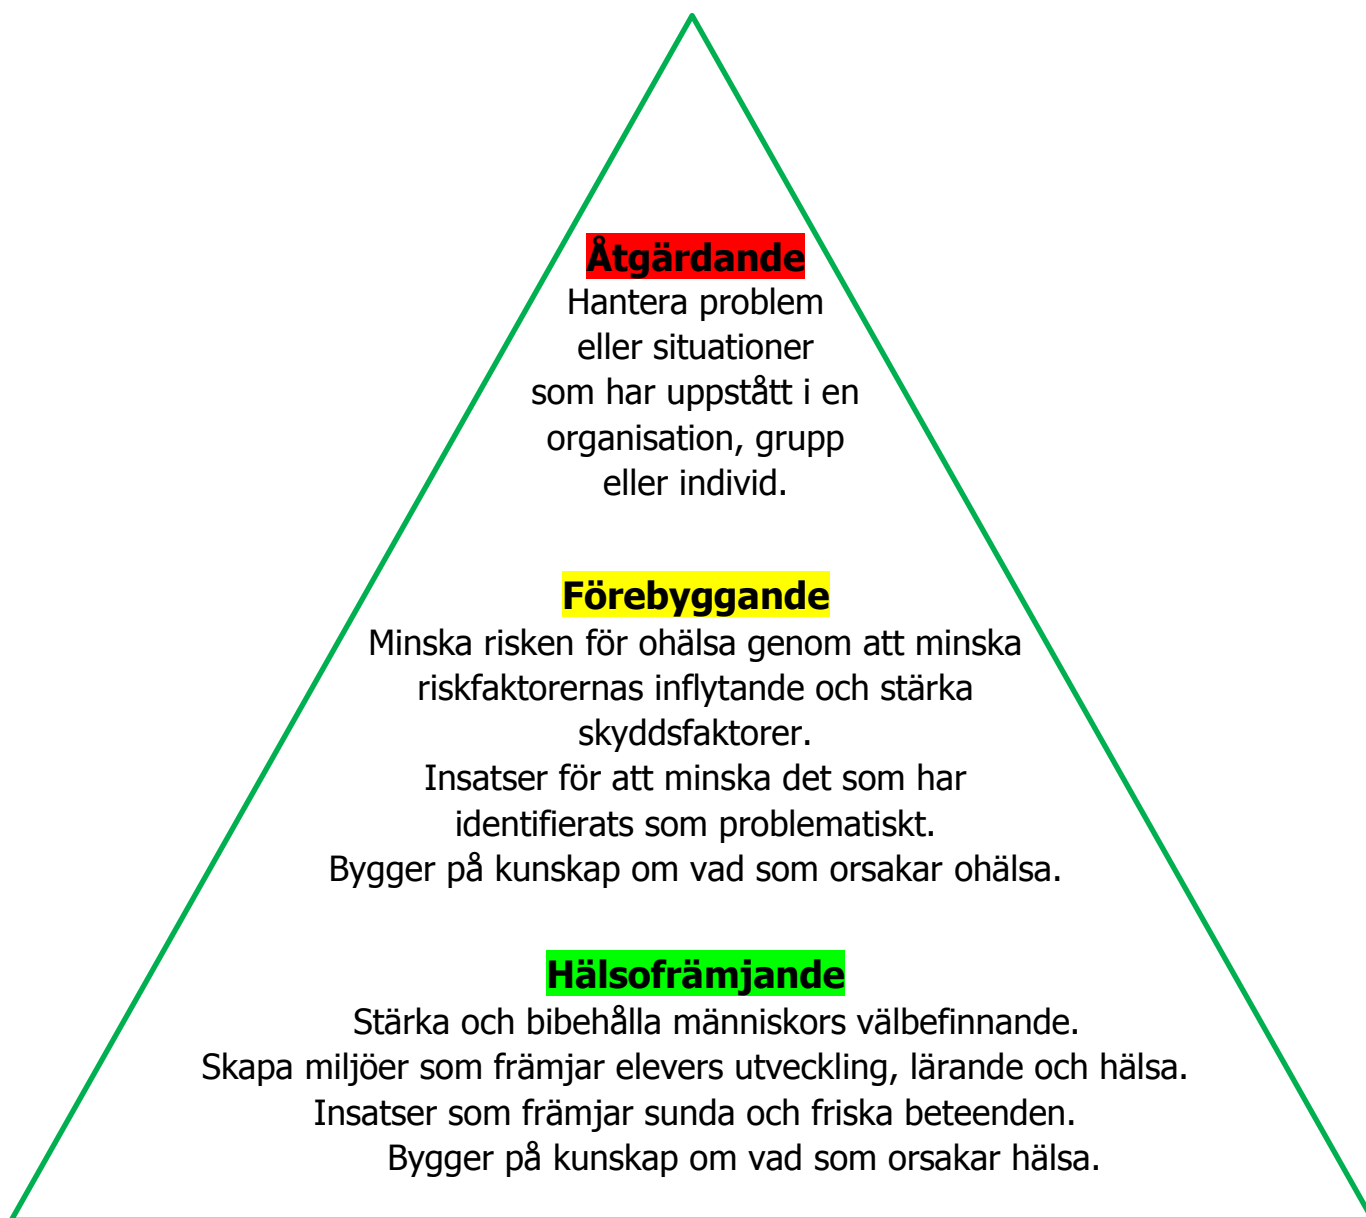 Åtgärdande
Hantera problem
eller situationer
som har uppstått i en
organisation, grupp
eller individ.
Förebyggande
Minska risken för ohälsa genom att minska
riskfaktorernas inflytande och stärka
skyddsfaktorer.
Insatser för att minska det som har
identifierats som problematiskt.
Bygger på kunskap om vad som orsakar ohälsa.
Hälsofrämjande
Stärka och bibehålla människors välbefinnande.
Skapa miljöer som främjar elevers utveckling, lärande och hälsa.
Insatser som främjar sunda och friska beteenden.
Bygger på kunskap om vad som orsakar hälsa.